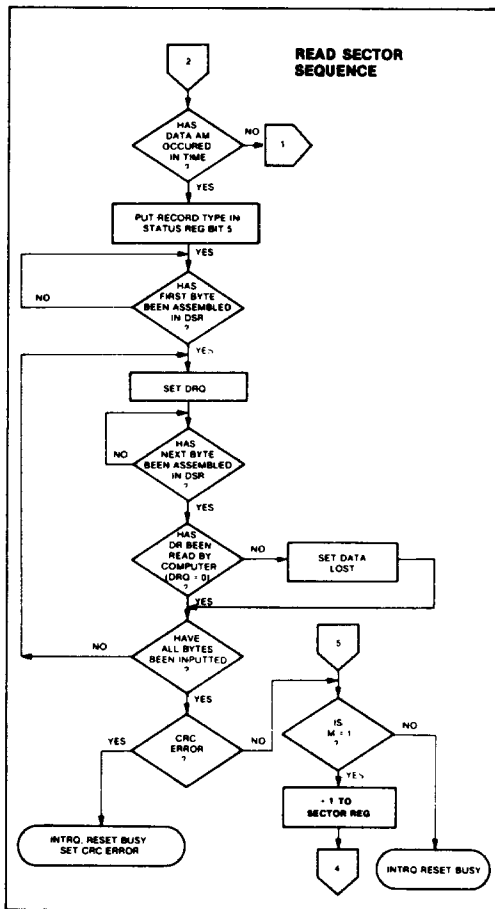 READ SECTOR
SEQUENCE
2
HAS
DATA AM
OCCURED
IN TIME
?
NO
1
YES
PUT RECORD TYPE IN
STATUS REG BIT 5
YES
HAS
FIRST BYTE
BEEN ASSEMBLED
IN DSR
?
NO
YES
SET DRQ
HAS
NEXT BYTE
BEEN ASSEMBLED
IN DSR
?
NO
YES
HAS
DR BEEN
READ BY
COMPUTER
(DRQ = 0)
?
NO
SET DATA
LOST
YES
HAVE
ALL BYTES
BEEN INPUTTED
?
NO
5
YES
CRC
ERROR
?
YES
NO
IS
M = 1
?
NO
YES
+ 1 TO
SECTOR REG
INTRQ. RESET BUSY
SET CRC ERROR
4
INTRQ RESET BUSY